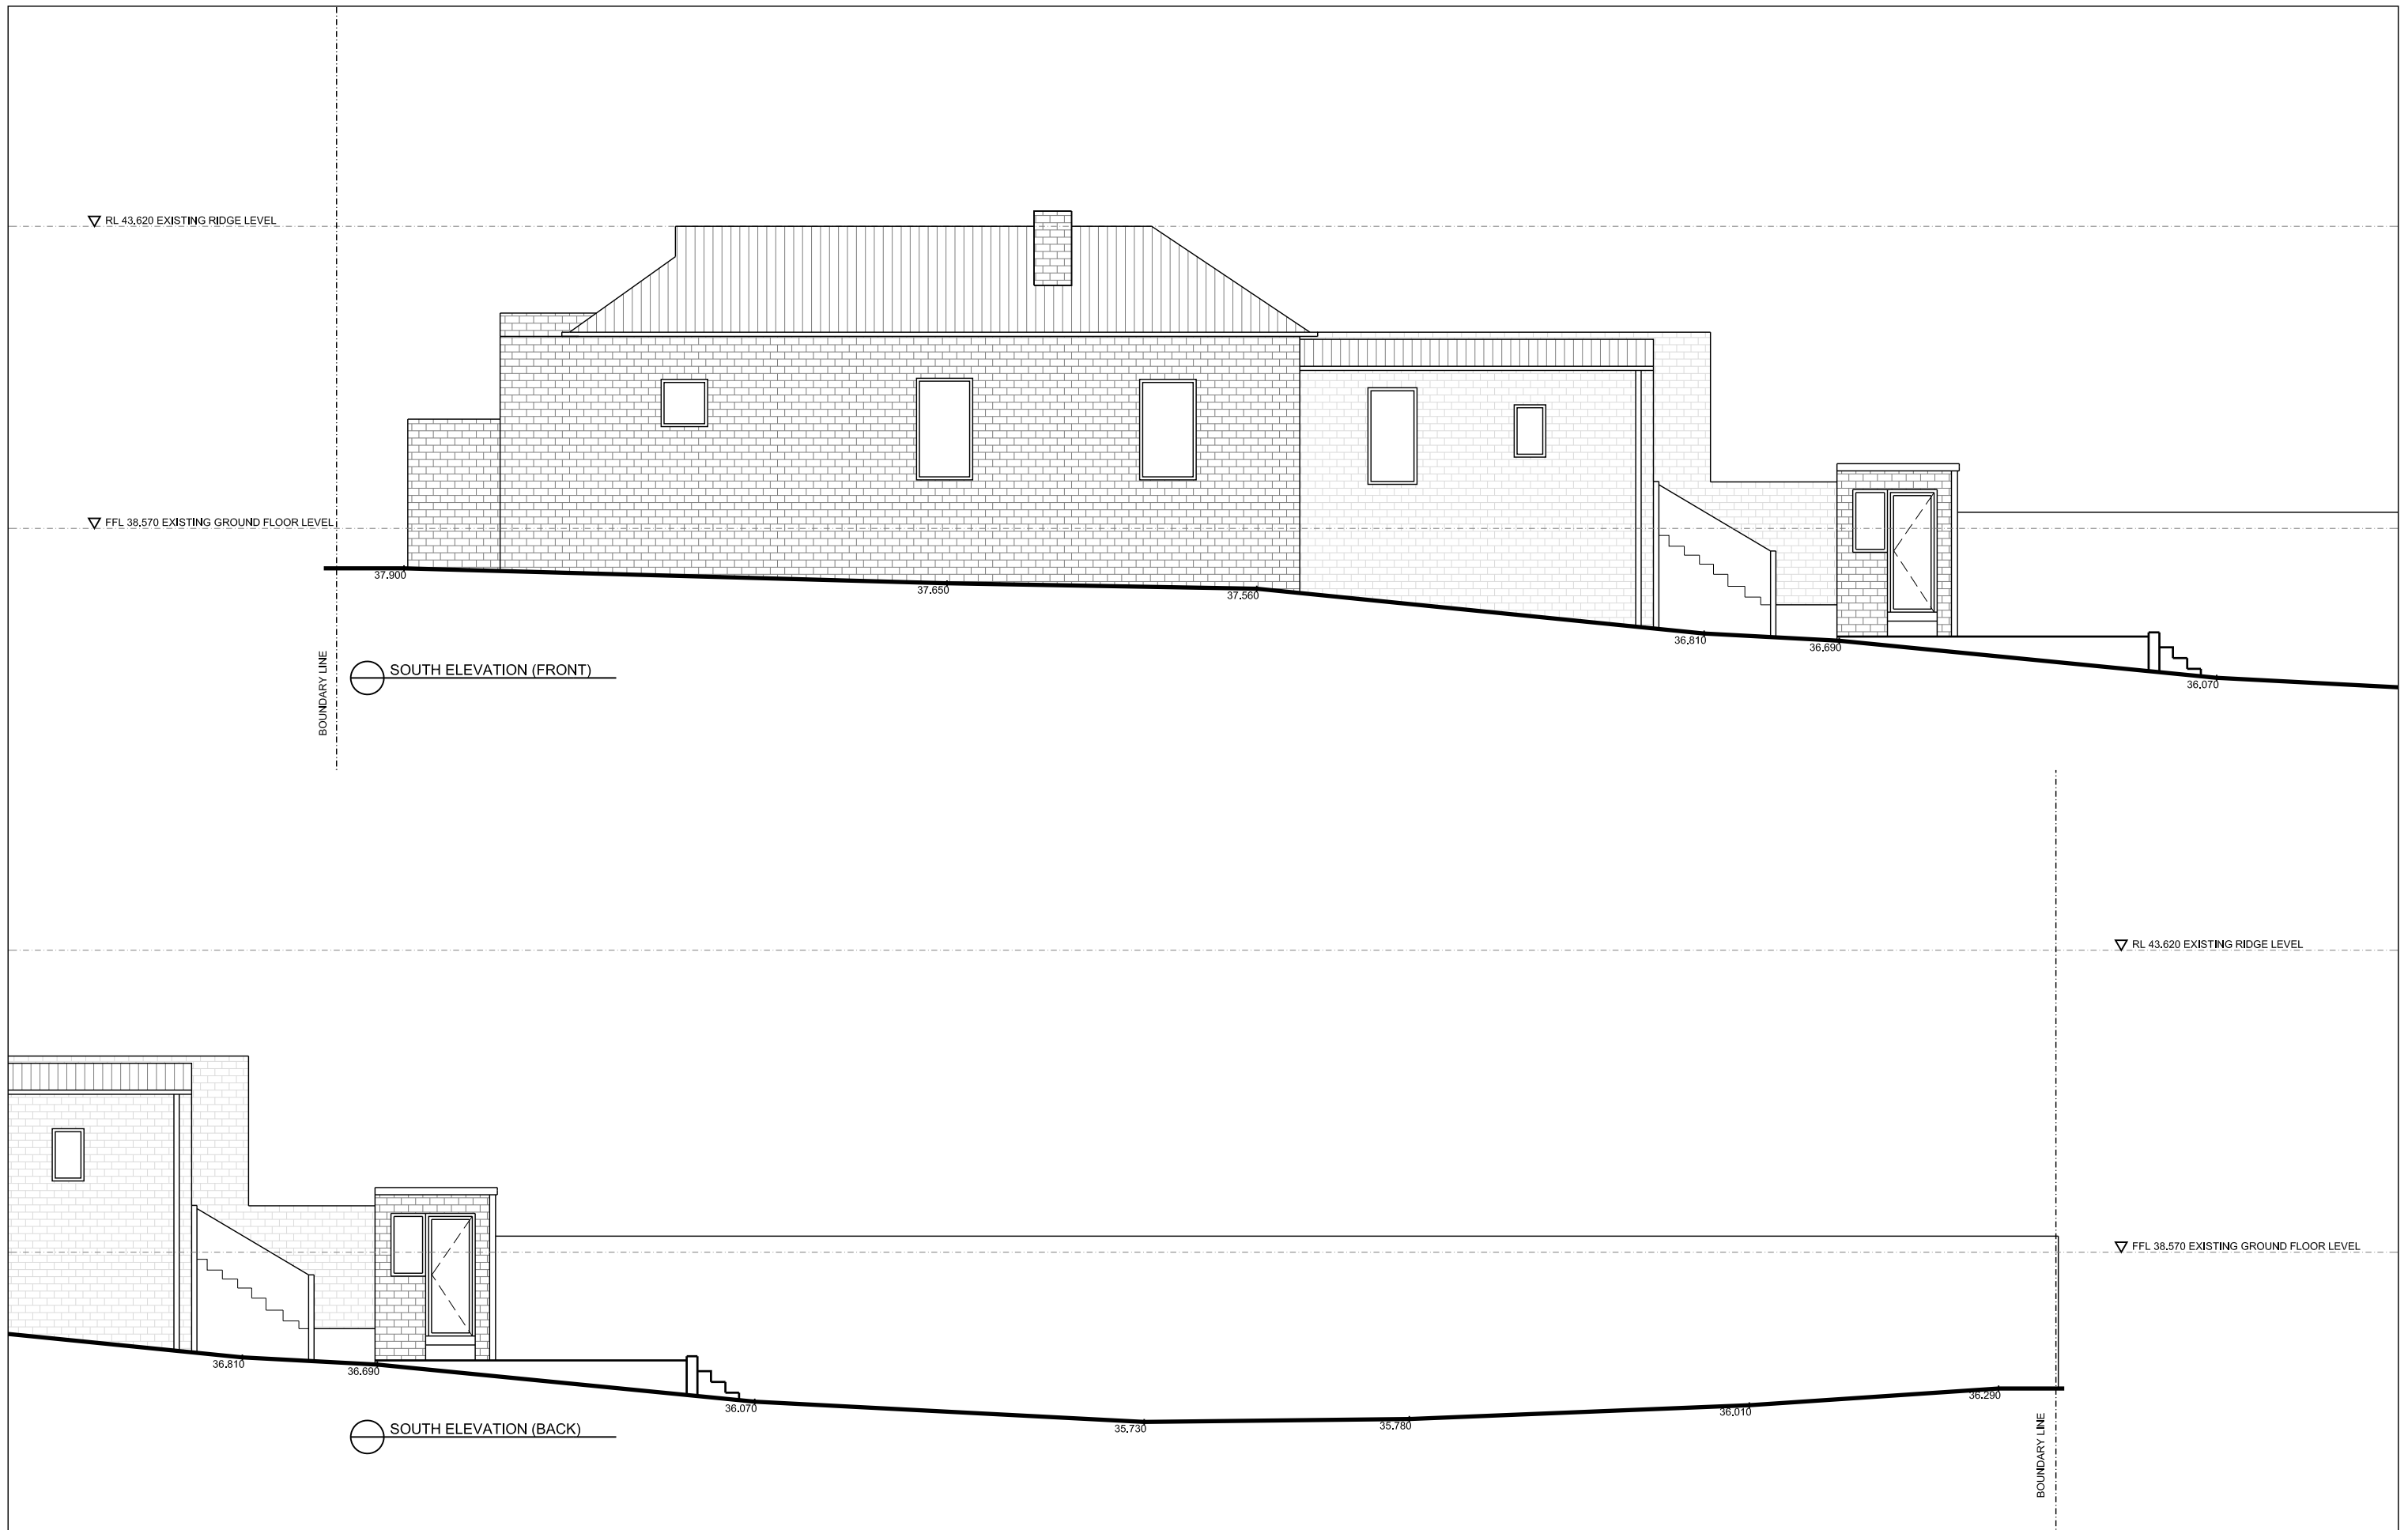 RL 43.620 EXISTING RIDGE LEVEL
FFL 38.570 EXISTING GROUND FLOOR LEVEL
37.900
37.650
37.560
36.810
36.690
36.070
BOUNDARY LINE
SOUTH ELEVATION (FRONT)
RL 43.620 EXISTING RIDGE LEVEL
FFL 38.570 EXISTING GROUND FLOOR LEVEL
36.810
36.690
36.070
35.730
35.780
36.010
36.290
SOUTH ELEVATION (BACK)
BOUNDARY LINE